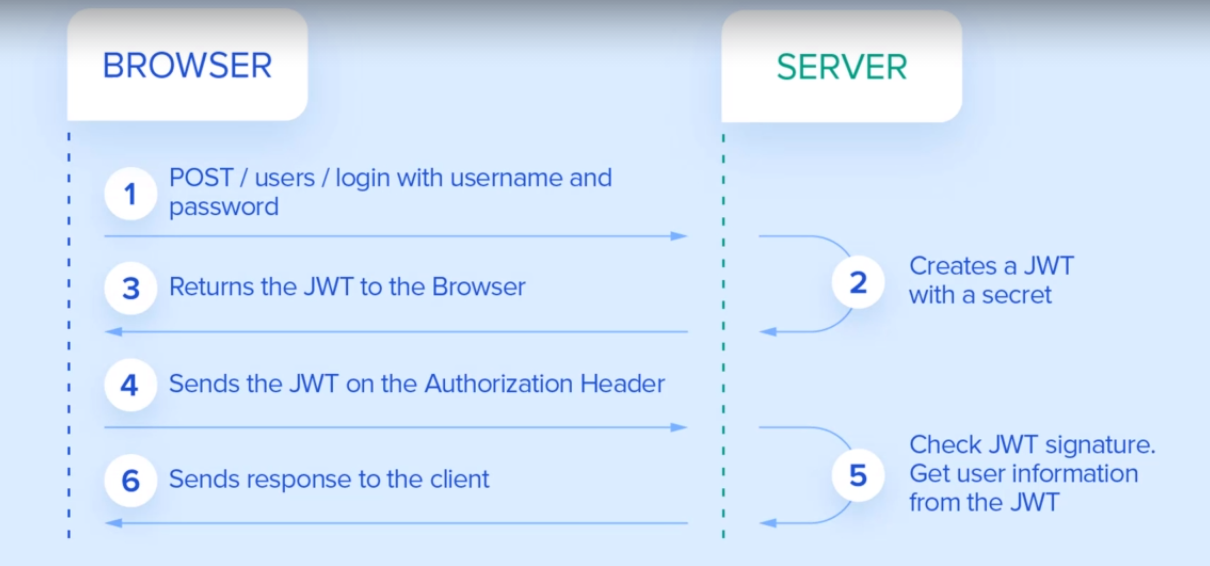 BROWSER
SERVER
1
POST / users / login with username and
password
2
Creates a JWT
with a secret
3
Returns the JWT to the Browser
4
Sends the JWT on the Authorization Header
5
Check JWT signature.
Get user information
from the JWT
6
Sends response to the client